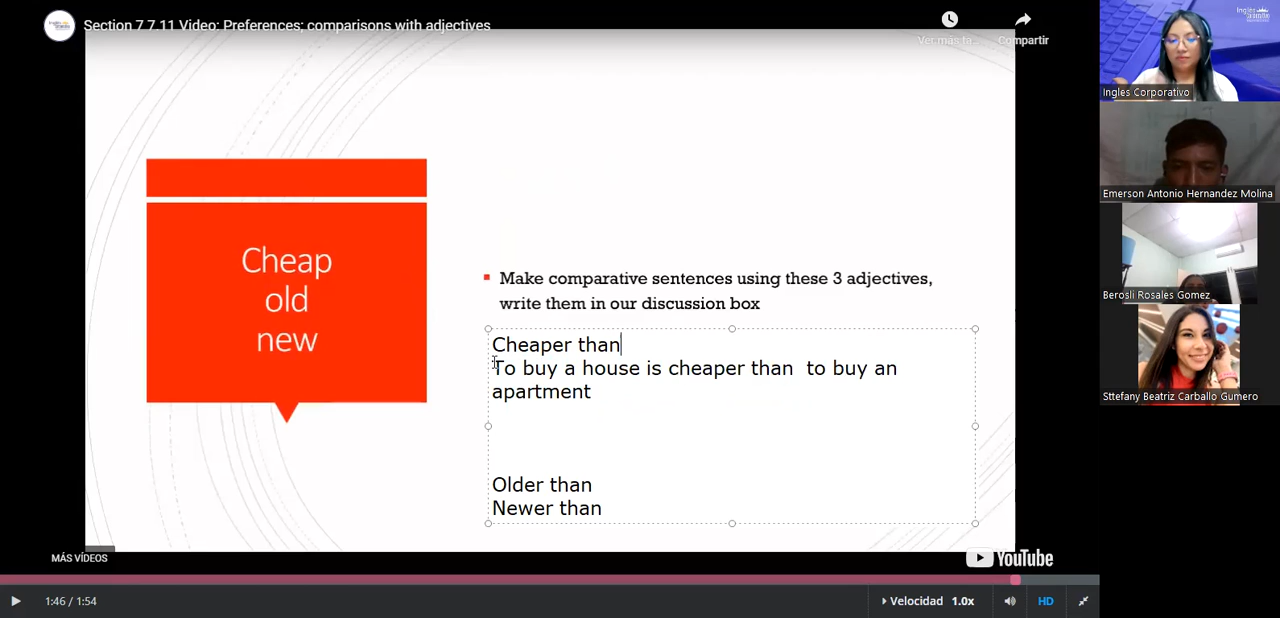 Section 7 7.11 Video: Preferences; comparisons with adjectives
Ver más ta...
Compartir
Cheap
old
new
Make comparative sentences using these 3 adjectives,
write them in our discussion box
Cheaper than
To buy a house is cheaper than  to buy an
apartment
Older than
Newer than
MÁS VÍDEOS
YouTube
1:46 / 1:54
Velocidad 1.0x
HD
Ingles Corporativo
Emerson Antonio Hernandez Molina
Berosli Rosales Gomez
Sttefany Beatriz Carballo Gumero